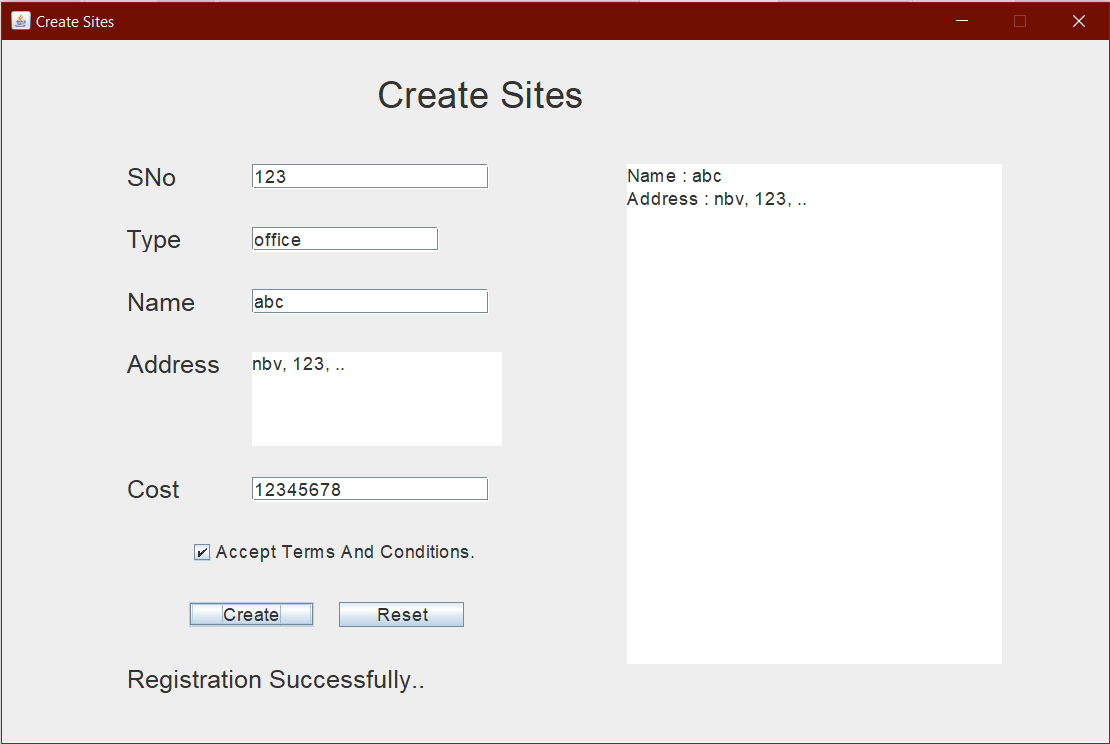 Create Sites
Create Sites
SNo 123
Type office
Name abc
Address nbv, 123, ..
Cost 12345678
Accept Terms And Conditions.
Create Reset
Registration Successfully..
Name : abc
Address : nbv, 123, ..